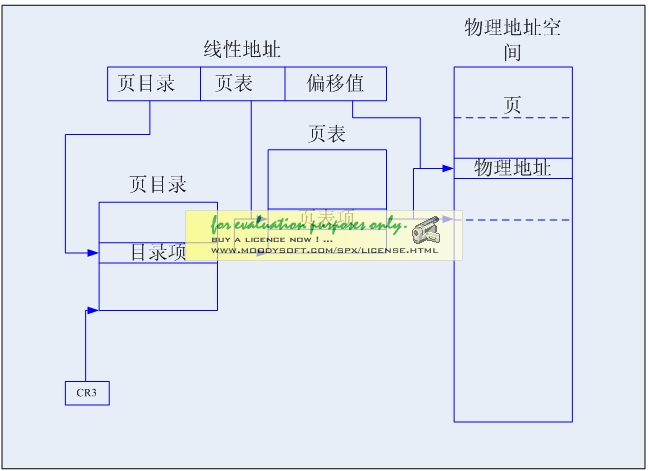 物理地址空
间
线性地址
页目录 页表 偏移值
页
页表
物理地址
页目录
页表项
for evaluation purposes only.
BUY A LICENCE NOW ! ...
WWW.MOODYSOFT.COM/SPX/LICENSE.HTML
目录项
CR3